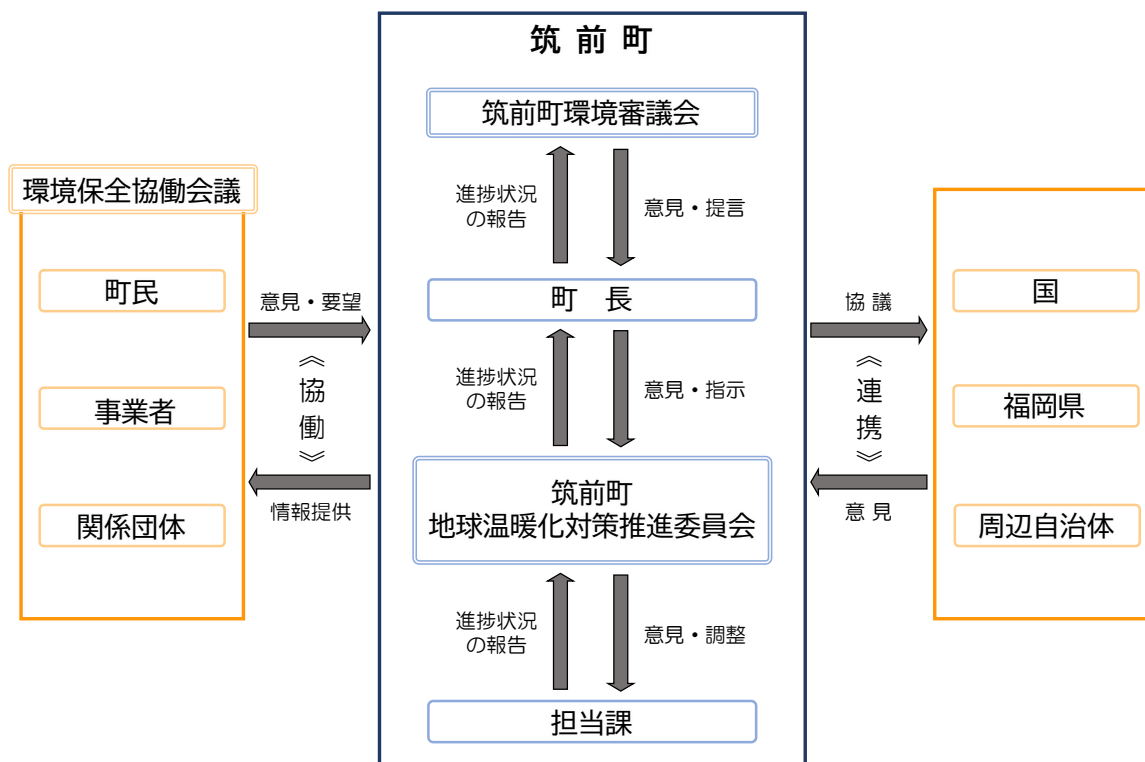 筑前町
筑前町環境審議会
進捗状況
の報告
意見・提言
町 長
進捗状況
の報告
意見・指示
筑前町
地球温暖化対策推進委員会
進捗状況
の報告
意見・調整
担当課
環境保全協働会議
町民
事業者
関係団体
意見・要望
《協働》
情報提供
協 議
《連携》
意 見
国
福岡県
周辺自治体